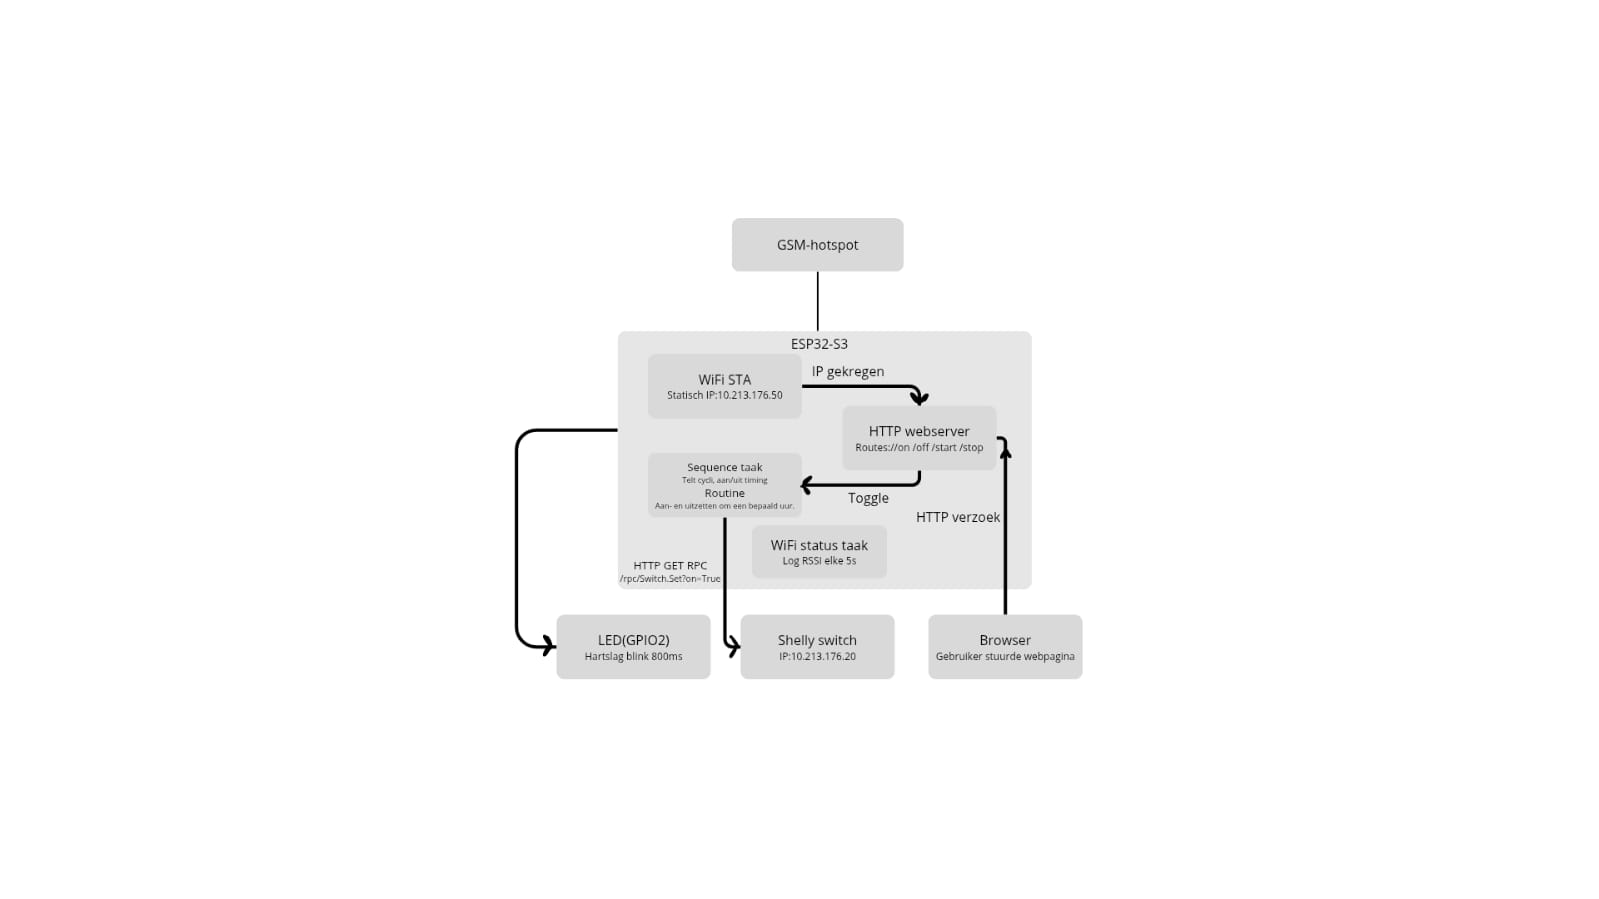 GSM-hotspot
ESP32-S3
WiFi STA
Statisch IP:10.213.176.50
IP gekregen
HTTP webserver
Routes://on /off /start /stop
Sequence taak
Telt cycli, aan/uit timing
Routine
Aan- en uitzetten om een bepaald uur.
Toggle
HTTP verzoek
WiFi status taak
Log RSSI elke 5s
HTTP GET RPC
/rpc/Switch.Set?on=True
LED(GPIO2)
Hartslag blink 800ms
Shelly switch
IP:10.213.176.20
Browser
Gebruiker stuurde webpagina